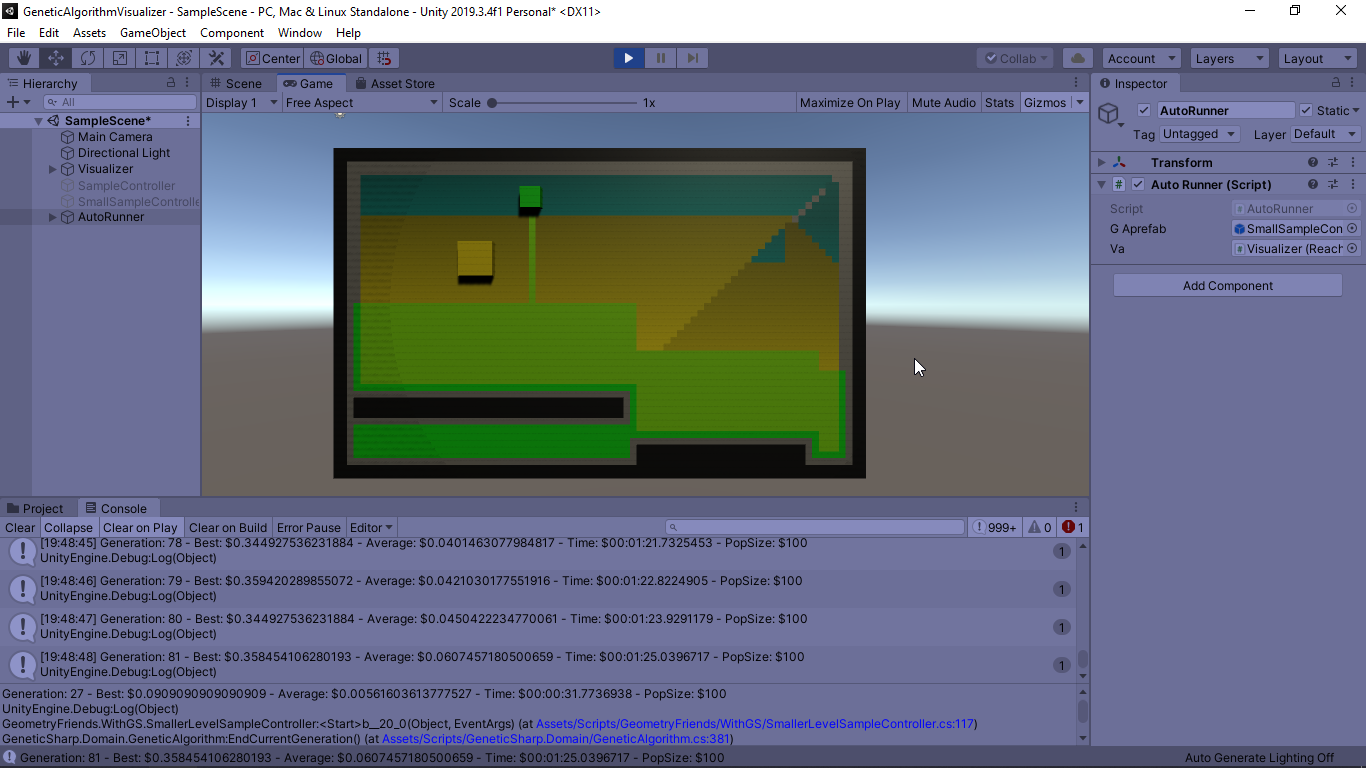 GeneticAlgorithmVisualizer - SampleScene - PC, Mac & Linux Standalone - Unity 2019.3.4f1 Personal* <DX11>
File Edit Assets GameObject Component Window Help
Center Global Collab Account Layers Layout
Hierarchy
All
SampleScene*
Main Camera
Directional Light
Visualizer
SampleController
SmallSampleControlle
AutoRunner
Scene Game Asset Store
Display 1 Free Aspect Scale 1x Maximize On Play Mute Audio Stats Gizmos
Inspector
AutoRunner Static
Tag Untagged Layer Default
Transform
Auto Runner (Script)
Script AutoRunner
G Aprefab SmallSampleCon
Va Visualizer (Reach
Add Component
Project Console
Clear Collapse Clear on Play Clear on Build Error Pause Editor 999+ 0 1
[19:48:45] Generation: 78 - Best: $0.344927536231884 - Average: $0.0401463077984817 - Time: $00:01:21.7325453 - PopSize: $100
UnityEngine.Debug:Log(Object)
1
[19:48:46] Generation: 79 - Best: $0.359420289855072 - Average: $0.0421030177551916 - Time: $00:01:22.8224905 - PopSize: $100
UnityEngine.Debug:Log(Object)
1
[19:48:47] Generation: 80 - Best: $0.344927536231884 - Average: $0.0450422234770061 - Time: $00:01:23.9291179 - PopSize: $100
UnityEngine.Debug:Log(Object)
1
[19:48:48] Generation: 81 - Best: $0.358454106280193 - Average: $0.0607457180500659 - Time: $00:01:25.0396717 - PopSize: $100
UnityEngine.Debug:Log(Object)
1
Generation: 27 - Best: $0.0909090909090909 - Average: $0.00561603613777527 - Time: $00:00:31.7736938 - PopSize: $100
UnityEngine.Debug:Log(Object)
GeometryFriends.WithGS.SmallerLevelSampleController:<Start>b__20_0(Object, EventArgs) (at Assets/Scripts/GeometryFriends/WithGS/SmallerLevelSampleController.cs:117)
GeneticSharp.Domain.GeneticAlgorithm:EndCurrentGeneration() (at Assets/Scripts/GeneticSharp.Domain/GeneticAlgorithm.cs:381)
Generation: 81 - Best: $0.358454106280193 - Average: $0.0607457180500659 - Time: $00:01:25.0396717 - PopSize: $100
Auto Generate Lighting Off